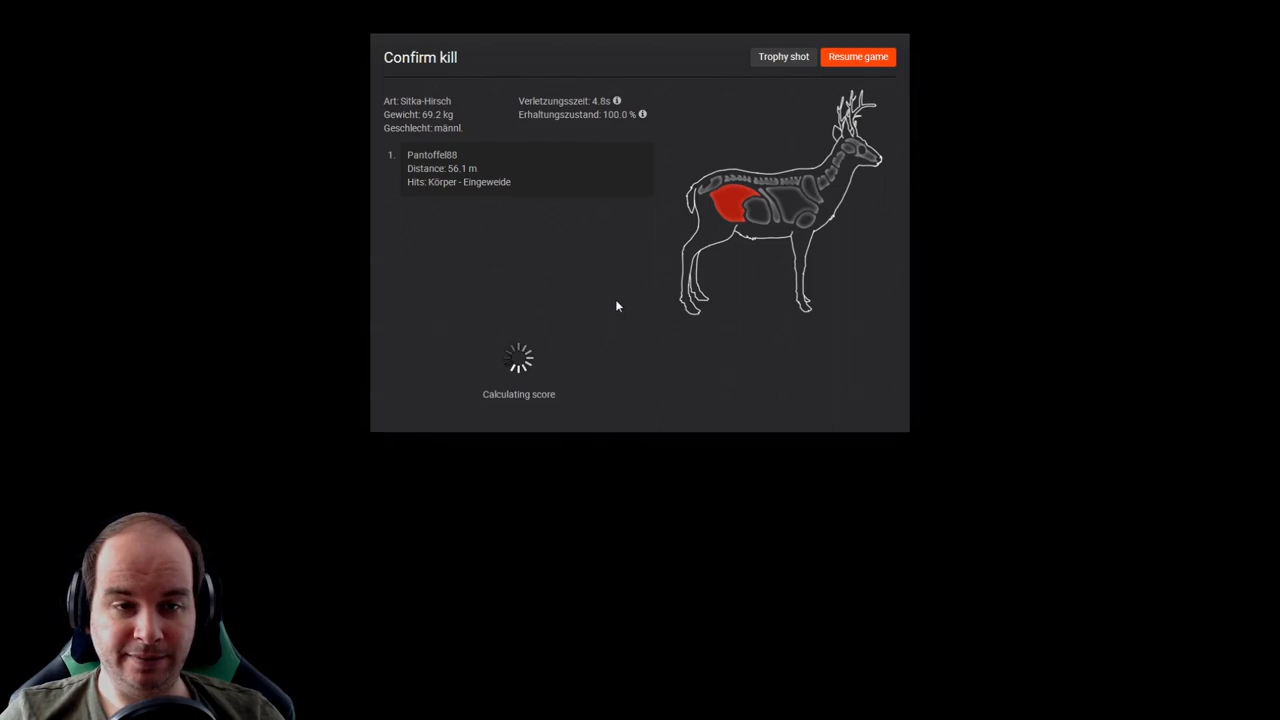 Confirm kill
Trophy shot
Resume game
Art: Sitka-Hirsch
Verletzungsszeit: 4.8s
Gewicht: 69.2 kg
Erhaltungszustand: 100.0 %
Geschlecht: männl.
1. Pantoffel88
Distance: 56.1 m
Hits: Körper - Eingeweide
Calculating score